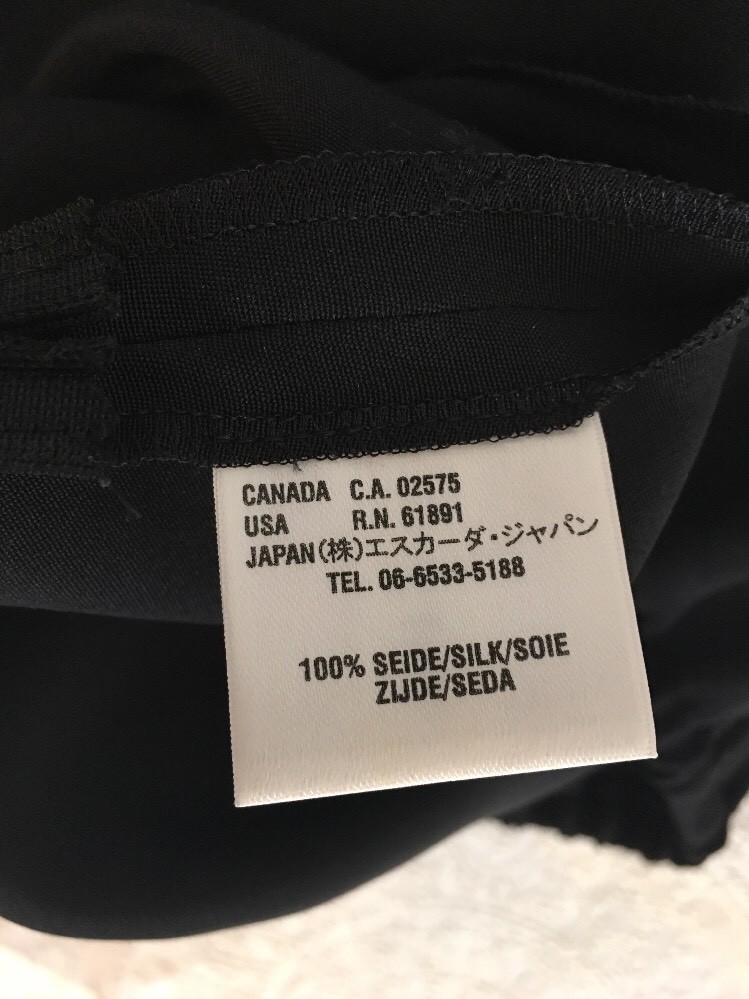 CANADA C.A. 02575
USA R.N. 61891
JAPAN(株)エスカーダ・ジャパン
TEL. 06-6533-5188
100% SEIDE/SILK/SOIE
ZIJDE/SEDA